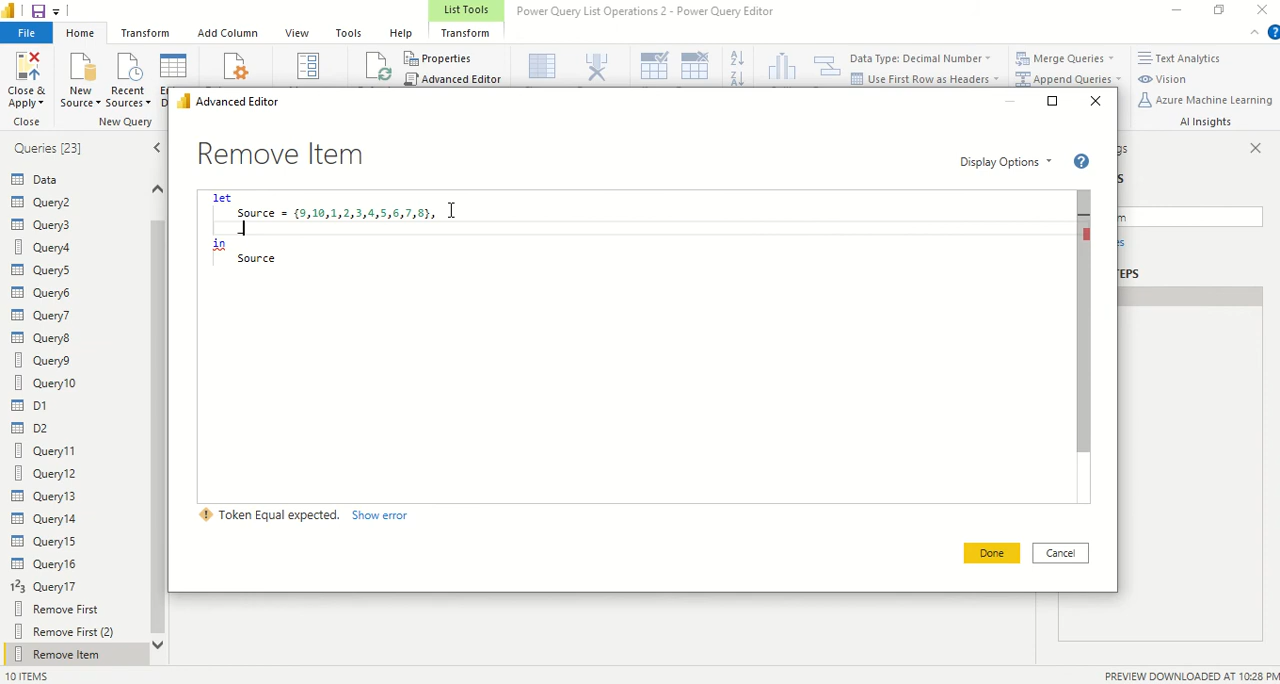 List Tools
Power Query List Operations 2 - Power Query Editor
File Home Transform Add Column View Tools Help Transform
Close & Apply
New Source
Recent Sources
Properties
Advanced Editor
Data Type: Decimal Number
Use First Row as Headers
Merge Queries
Append Queries
Text Analytics
Vision
Azure Machine Learning
Close
New Query
AI Insights
Queries [23]
Data
Query2
Query3
Query4
Query5
Query6
Query7
Query8
Query9
Query10
D1
D2
Query11
Query12
Query13
Query14
Query15
Query16
Query17
Remove First
Remove First (2)
Remove Item
Advanced Editor
Remove Item
Display Options
let
Source = {9,10,1,2,3,4,5,6,7,8},
in
Source
Token Equal expected. Show error
Done
Cancel
10 ITEMS
PREVIEW DOWNLOADED AT 10:28 PM